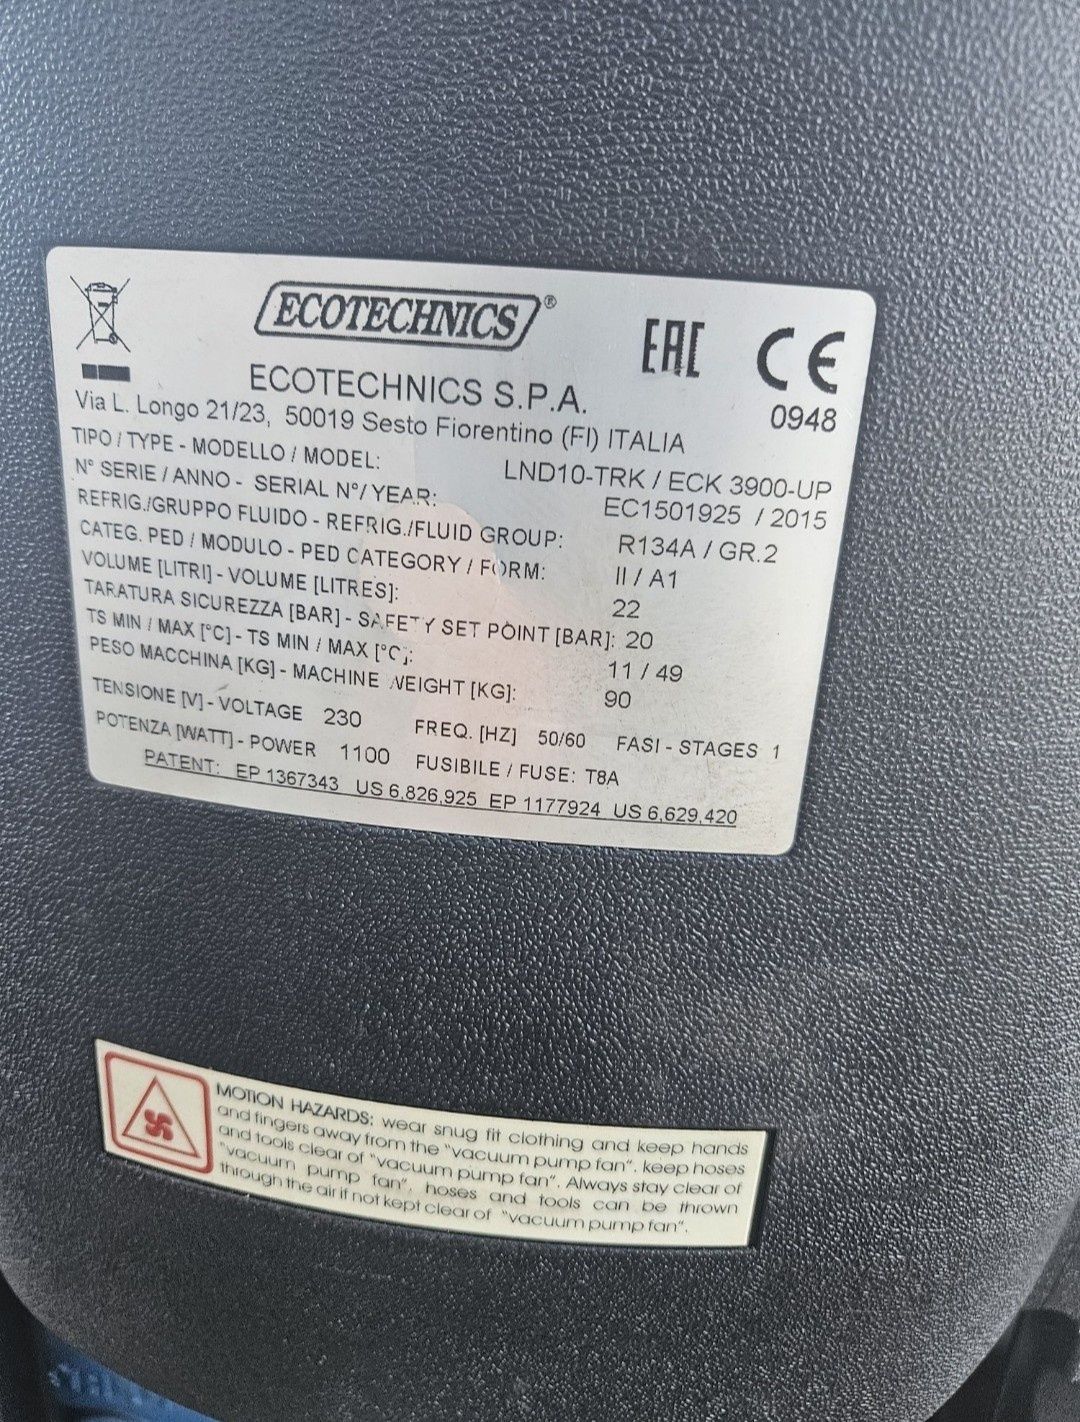 ECOTECHNICS®
EAC CE
ECOTECHNICS S.P.A.
0948
Via L. Longo 21/23, 50019 Sesto Fiorentino (FI) ITALIA
TIPO / TYPE - MODELLO / MODEL: LND10-TRK / ECK 3900-UP
N° SERIE / ANNO - SERIAL N°/ YEAR: EC1501925 / 2015
REFRIG./GRUPPO FLUIDO - REFRIG./FLUID GROUP: R134A / GR.2
CATEG. PED / MODULO - PED CATEGORY / FORM: II / A1
VOLUME [LITRI] - VOLUME [LITRES]: 22
TARATURA SICUREZZA [BAR] - SAFETY SET POINT [BAR]: 20
TS MIN / MAX [°C] - TS MIN / MAX [°C]: 11 / 49
PESO MACCHINA [KG] - MACHINE WEIGHT [KG]: 90
TENSIONE [V] - VOLTAGE 230 FREQ. [HZ] 50/60 FASI - STAGES 1
POTENZA [WATT] - POWER 1100 FUSIBILE / FUSE: T8A
PATENT: EP 1367343 US 6,826,925 EP 1177924 US 6,629,420
MOTION HAZARDS: wear snug fit clothing and keep hands
and fingers away from the "vacuum pump fan", keep hoses
and tools clear of "vacuum pump fan". Always stay clear of
"vacuum pump fan", hoses and tools can be thrown
through the air if not kept clear of "vacuum pump fan".